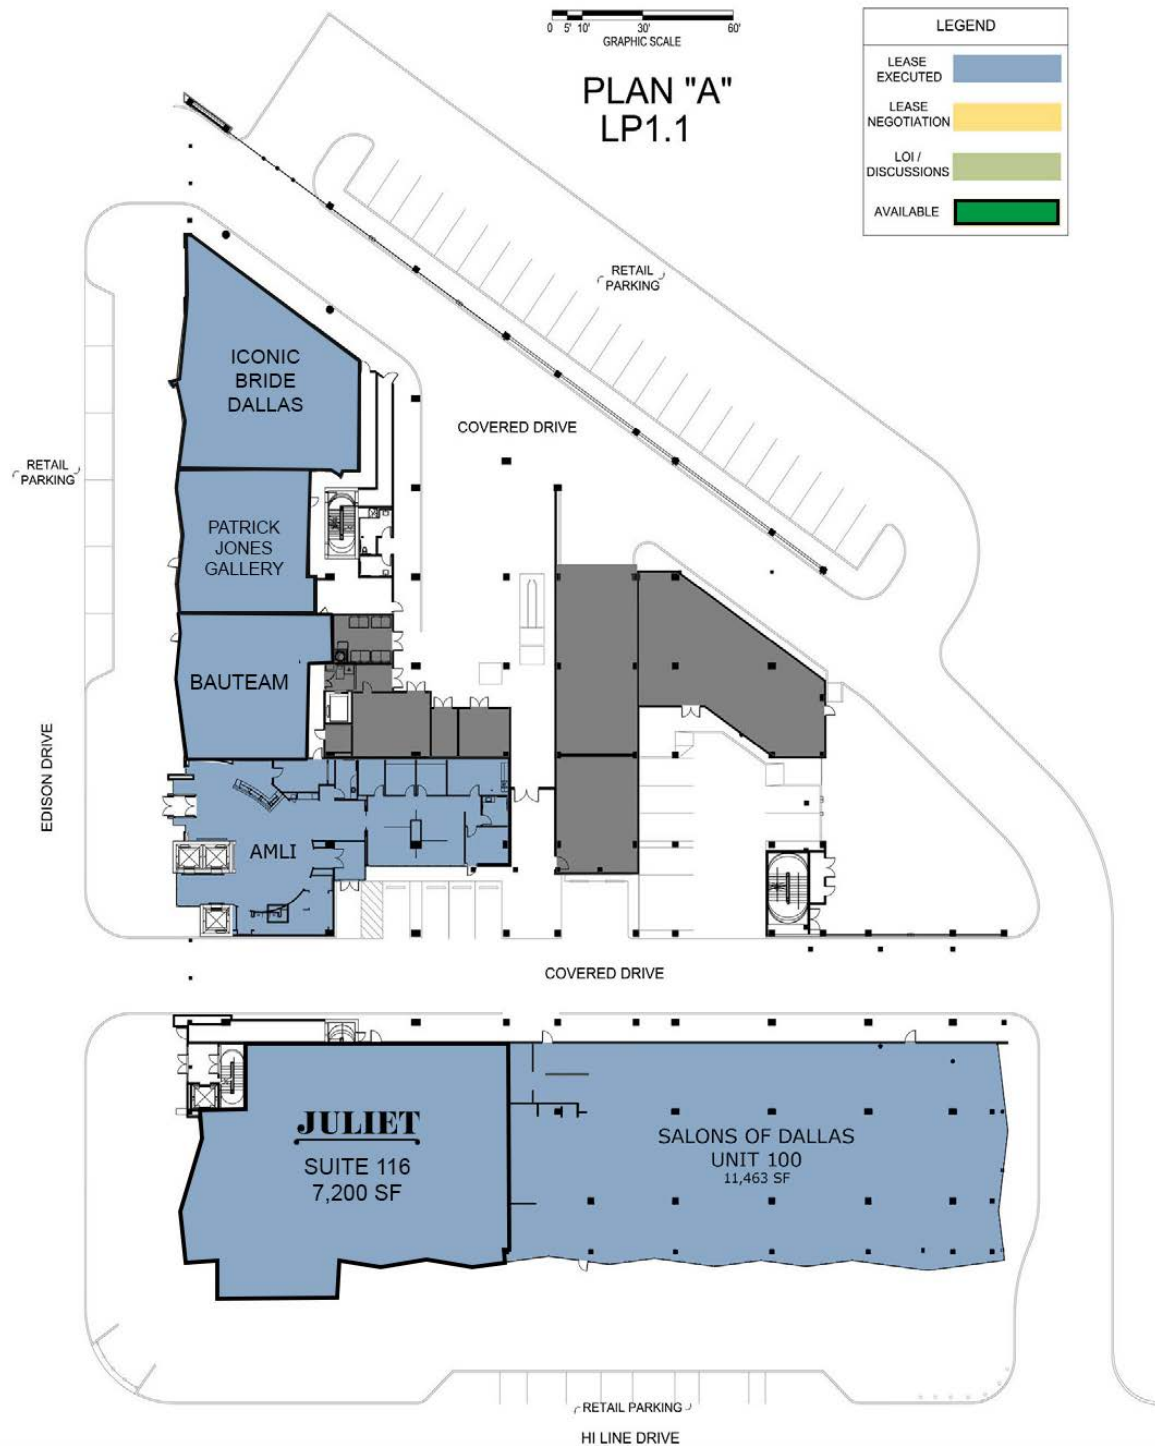 0 5' 10' 30' 60'
GRAPHIC SCALE
PLAN "A"
LP1.1
LEGEND
LEASE
EXECUTED
LEASE
NEGOTIATION
LOI /
DISCUSSIONS
AVAILABLE
RETAIL
PARKING
ICONIC
BRIDE
DALLAS
COVERED DRIVE
RETAIL
PARKING
PATRICK
JONES
GALLERY
BAUTEAM
EDISON DRIVE
AMLI
COVERED DRIVE
JULIET
SUITE 116
7,200 SF
SALONS OF DALLAS
UNIT 100
11,463 SF
RETAIL PARKING
HI LINE DRIVE